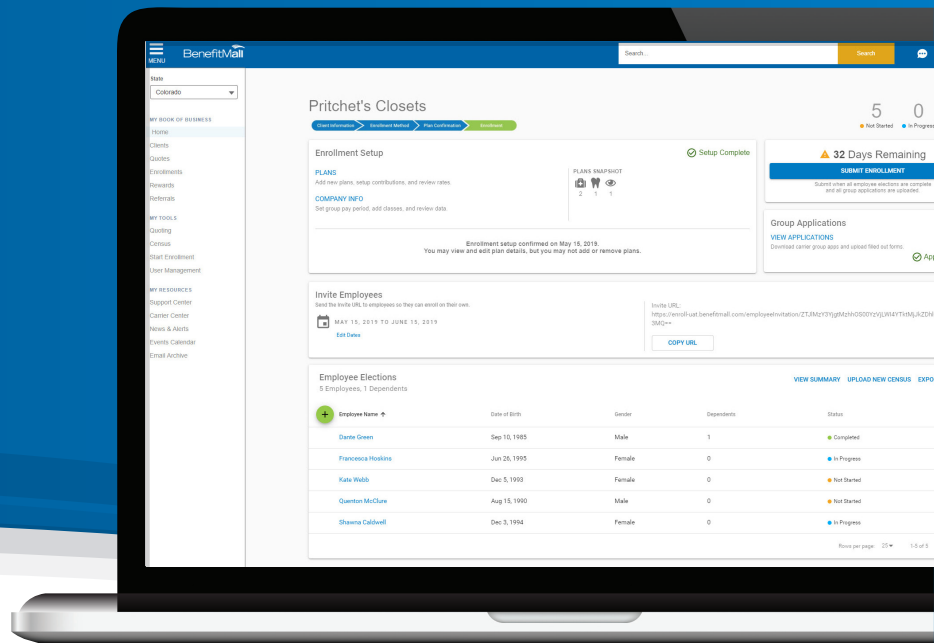 MENU
BenefitMall
Search...
Search
State
Colorado
MY BOOK OF BUSINESS
Home
Clients
Quotes
Enrollments
Rewards
Referrals
MY TOOLS
Quoting
Census
Start Enrollment
User Management
MY RESOURCES
Support Center
Carrier Center
News & Alerts
Events Calendar
Email Archive
Pritchet's Closets
Client Information
Enrollment Method
Plan Confirmation
Enrollment
5 0
Not Started In Progress
Enrollment Setup
Setup Complete
PLANS
Add new plans, setup contributions, and review rates.
COMPANY INFO
Set group pay period, add classes, and review data.
PLANS SNAPSHOT
2 1 1
Enrollment setup confirmed on May 15, 2019.
You may view and edit plan details, but you may not add or remove plans.
32 Days Remaining
SUBMIT ENROLLMENT
Submit when all employee elections are complete
and all group applications are uploaded.
Group Applications
VIEW APPLICATIONS
Download carrier group apps and upload filled out forms.
App
Invite Employees
Send the invite URL to employees so they can enroll on their own.
MAY 15, 2019 TO JUNE 15, 2019
Edit Dates
Invite URL:
3MQ==
COPY URL
Employee Elections
5 Employees, 1 Dependents
VIEW SUMMARY UPLOAD NEW CENSUS EXPO
Employee Name Date of Birth Gender Dependents Status
Dante Green Sep 10, 1985 Male 1 Completed
Francesca Hoskins Jun 26, 1995 Female 0 In Progress
Kate Webb Dec 5, 1993 Female 0 Not Started
Quenton McClure Aug 15, 1990 Male 0 Not Started
Shawna Caldwell Dec 3, 1994 Female 0 In Progress
Rows per page 25 1-5 of 5